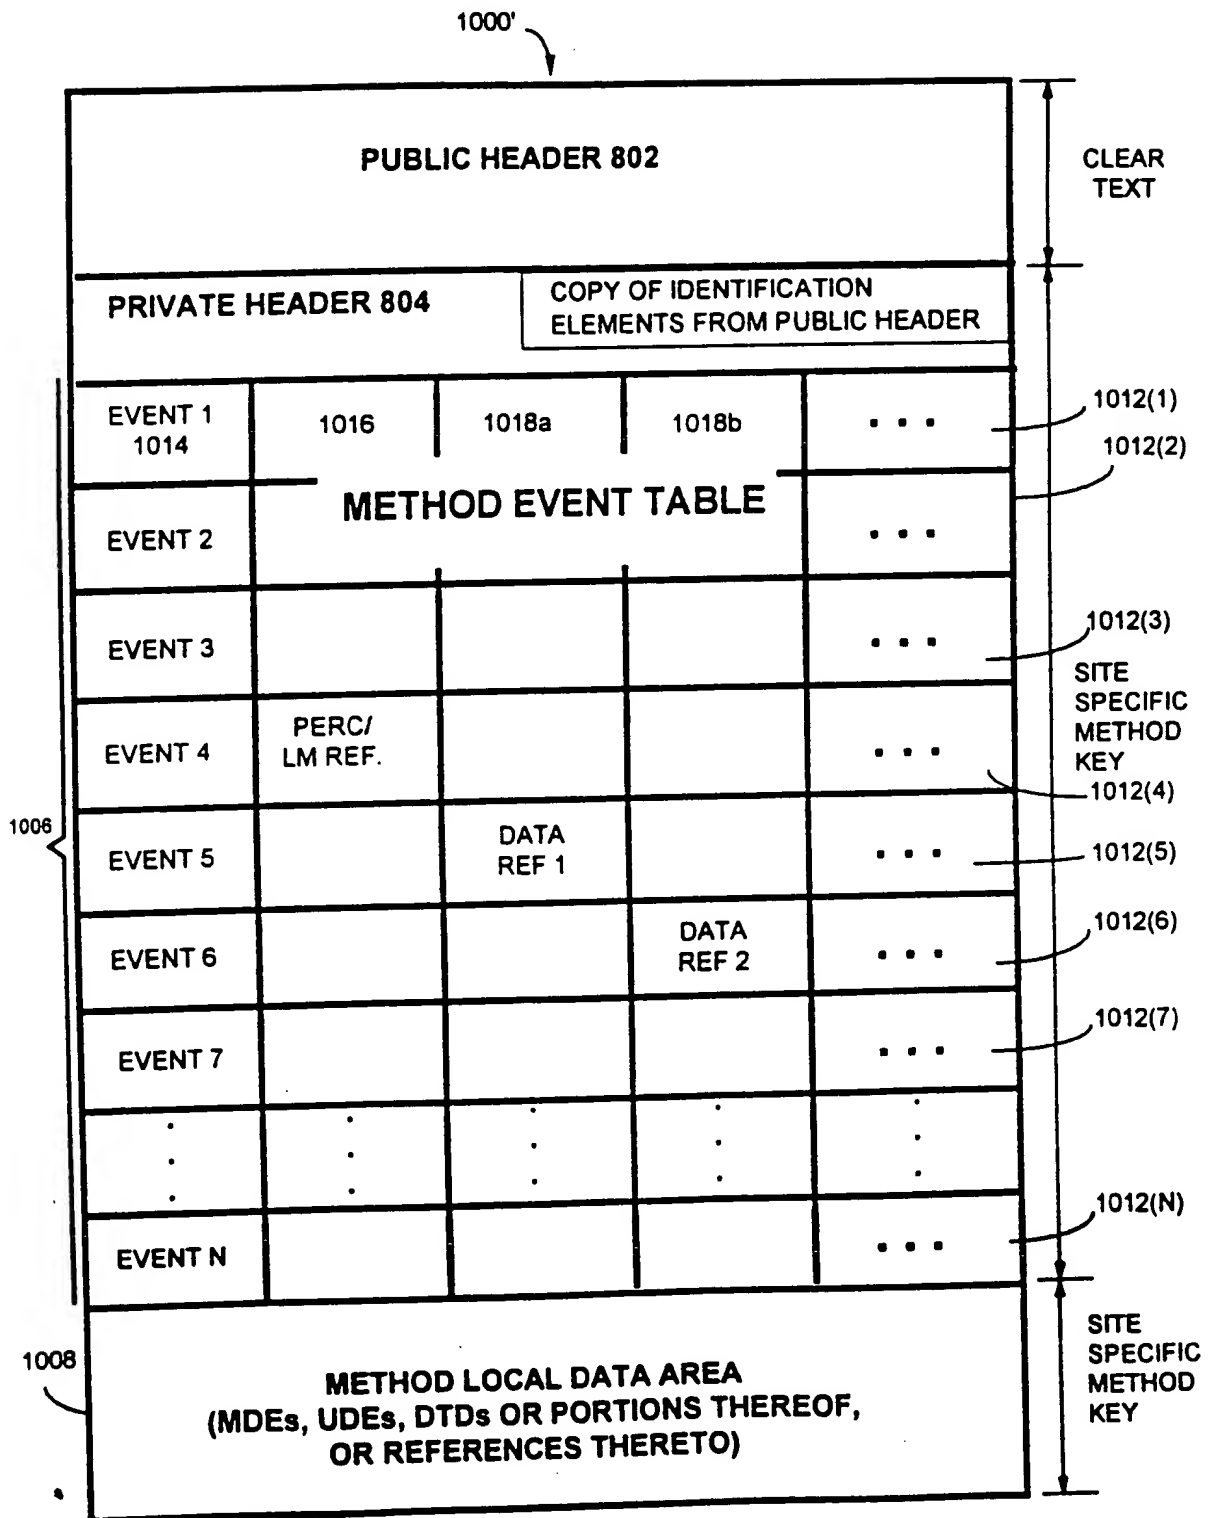 1000'
PUBLIC HEADER 802
CLEAR
TEXT
PRIVATE HEADER 804
COPY OF IDENTIFICATION
ELEMENTS FROM PUBLIC HEADER
EVENT 1
1014
1016
1018a
1018b
• • •
1012(1)
1012(2)
METHOD EVENT TABLE
EVENT 2
• • •
EVENT 3
• • •
1012(3)
SITE
SPECIFIC
METHOD
KEY
EVENT 4
PERC/
LM REF.
• • •
1012(4)
1006
EVENT 5
DATA
REF 1
• • •
1012(5)
EVENT 6
DATA
REF 2
• • •
1012(6)
EVENT 7
• • •
1012(7)
EVENT N
• • •
1012(N)
1008
METHOD LOCAL DATA AREA
(MDEs, UDEs, DTDs OR PORTIONS THEREOF,
OR REFERENCES THERETO)
SITE
SPECIFIC
METHOD
KEY